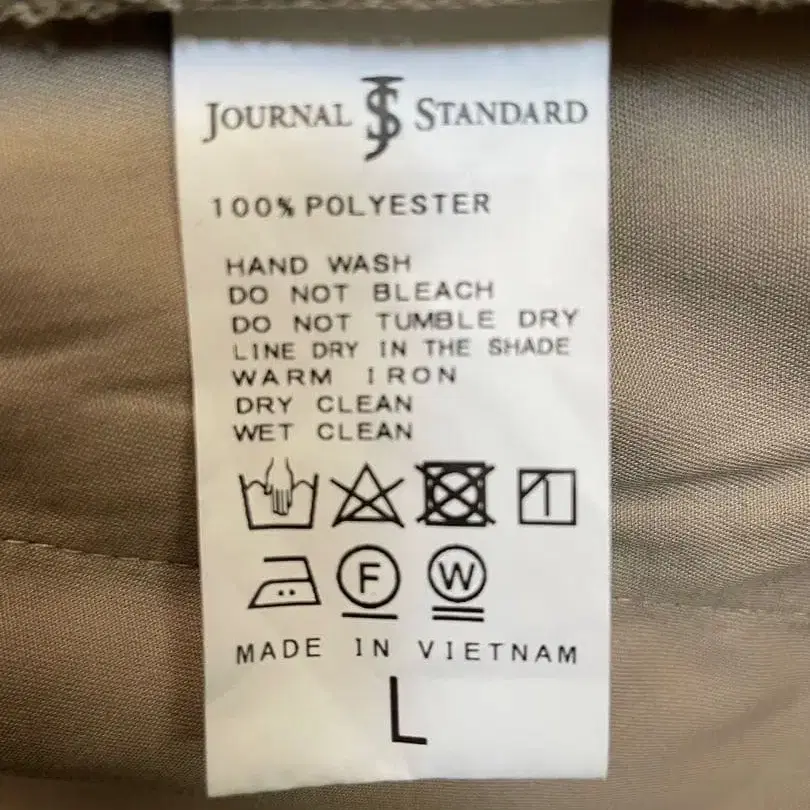 JOURNAL JS STANDARD
100% POLYESTER
HAND WASH
DO NOT BLEACH
DO NOT TUMBLE DRY
LINE DRY IN THE SHADE
WARM IRON
DRY CLEAN
WET CLEAN
F W
MADE IN VIETNAM
L